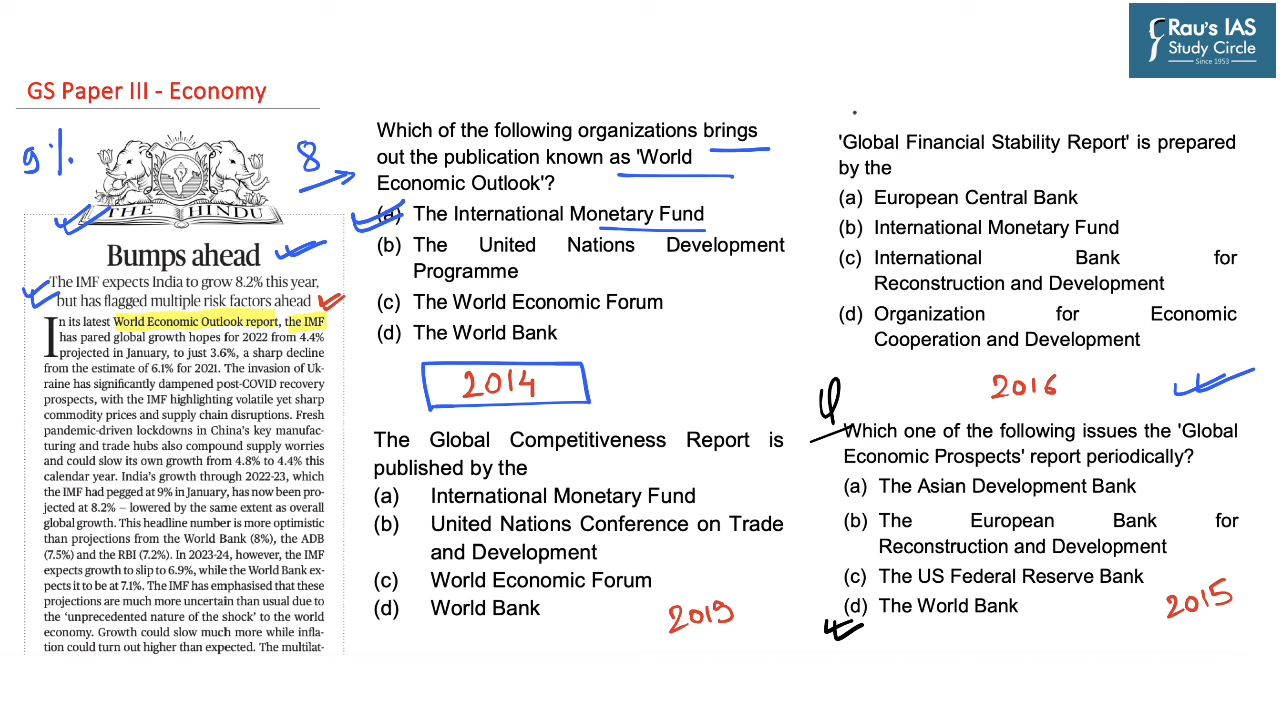 Rau's IAS
Study Circle
Since 1953
GS Paper III - Economy
9%
8
THE HINDU
Bumps ahead
The IMF expects India to grow 8.2% this year,
but has flagged multiple risk factors ahead
In its latest World Economic Outlook report, the IMF
has pared global growth hopes for 2022 from 4.4%
projected in January, to just 3.6%, a sharp decline
from the estimate of 6.1% for 2021. The invasion of Uk-
raine has significantly dampened post-COVID recovery
prospects, with the IMF highlighting volatile yet sharp
commodity prices and supply chain disruptions. Fresh
pandemic-driven lockdowns in China's key manufac-
turing and trade hubs also compound supply worries
and could slow its own growth from 4.8% to 4.4% this
calendar year. India's growth through 2022-23, which
the IMF had pegged at 9% in January, has now been pro-
jected at 8.2% – lowered by the same extent as overall
global growth. This headline number is more optimistic
than projections from the World Bank (8%), the ADB
(7.5%) and the RBI (7.2%). In 2023-24, however, the IMF
expects growth to slip to 6.9%, while the World Bank ex-
pects it to be at 7.1%. The IMF has emphasised that these
projections are much more uncertain than usual due to
the 'unprecedented nature of the shock' to the world
economy. Growth could slow much more while infla-
tion could turn out higher than expected. The multilat-
Which of the following organizations brings
out the publication known as 'World
Economic Outlook'?
(a) The International Monetary Fund
(b) The United Nations Development
Programme
(c) The World Economic Forum
(d) The World Bank
2014
The Global Competitiveness Report is
published by the
(a) International Monetary Fund
(b) United Nations Conference on Trade
and Development
(c) World Economic Forum
(d) World Bank
2019
'Global Financial Stability Report' is prepared
by the
(a) European Central Bank
(b) International Monetary Fund
(c) International Bank for
Reconstruction and Development
(d) Organization for Economic
Cooperation and Development
2016
Which one of the following issues the 'Global
Economic Prospects' report periodically?
(a) The Asian Development Bank
(b) The European Bank for
Reconstruction and Development
(c) The US Federal Reserve Bank
(d) The World Bank
2015